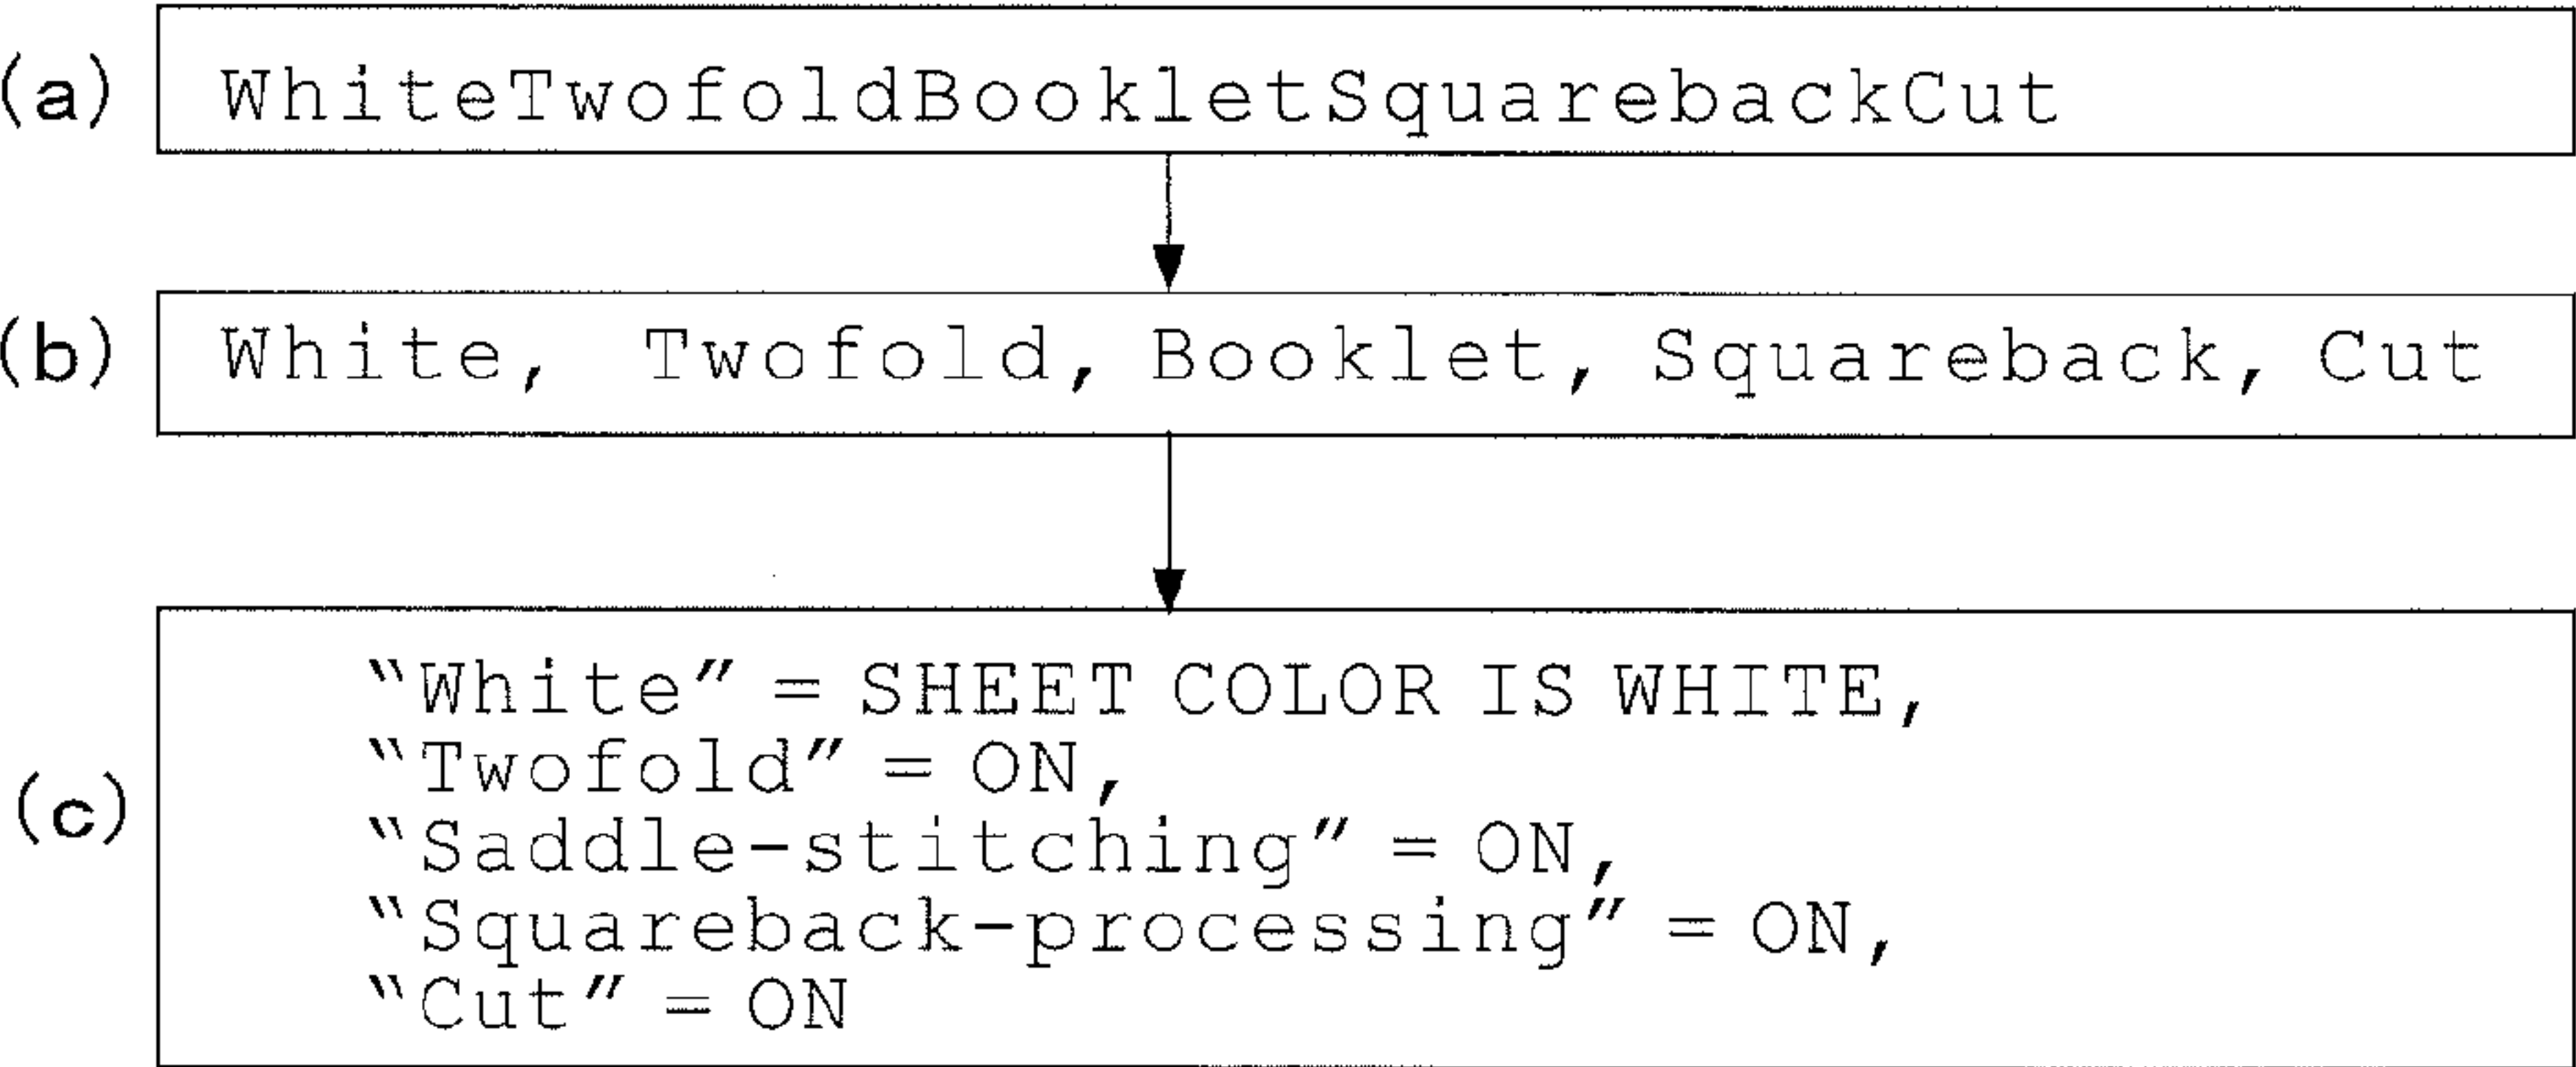 (a) WhiteTwofoldBookletSquarebackCut
(b) White, Twofold, Booklet, Squareback, Cut
(c)
“White” = SHEET COLOR IS WHITE,
“Twofold” = ON,
“Saddle-stitching” = ON,
“Squareback-processing” = ON,
“Cut” = ON